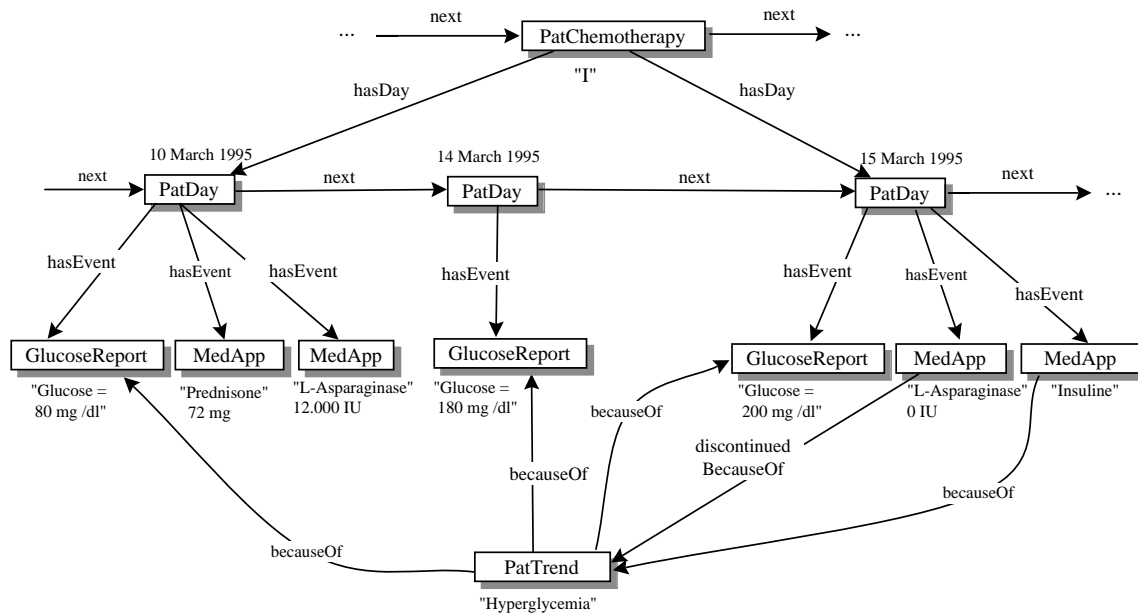 next
next
...
PatChemotherapy
...
"I"
hasDay
hasDay
10 March 1995
14 March 1995
15 March 1995
next
PatDay
next
PatDay
next
PatDay
next
...
hasEvent
hasEvent
hasEvent
hasEvent
hasEvent
hasEvent
hasEvent
GlucoseReport
MedApp
MedApp
GlucoseReport
GlucoseReport
MedApp
MedApp
"Glucose =
80 mg /dl"
"Prednisone"
72 mg
"L-Asparaginase"
12.000 IU
"Glucose =
180 mg /dl"
"Glucose =
200 mg /dl"
"L-Asparaginase"
0 IU
"Insuline"
becauseOf
discontinued
BecauseOf
becauseOf
becauseOf
becauseOf
PatTrend
"Hyperglycemia"